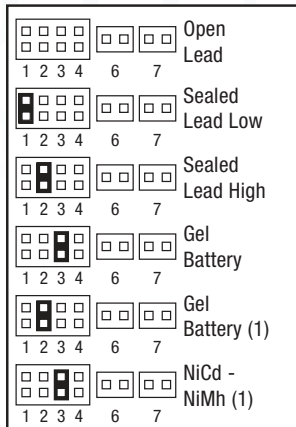 Open
Lead
1 2 3 4 6 7
Sealed
Lead Low
1 2 3 4 6 7
Sealed
Lead High
1 2 3 4 6 7
Gel
Battery
1 2 3 4 6 7
Gel
Battery (1)
1 2 3 4 6 7
NiCd -
NiMh (1)
1 2 3 4 6 7